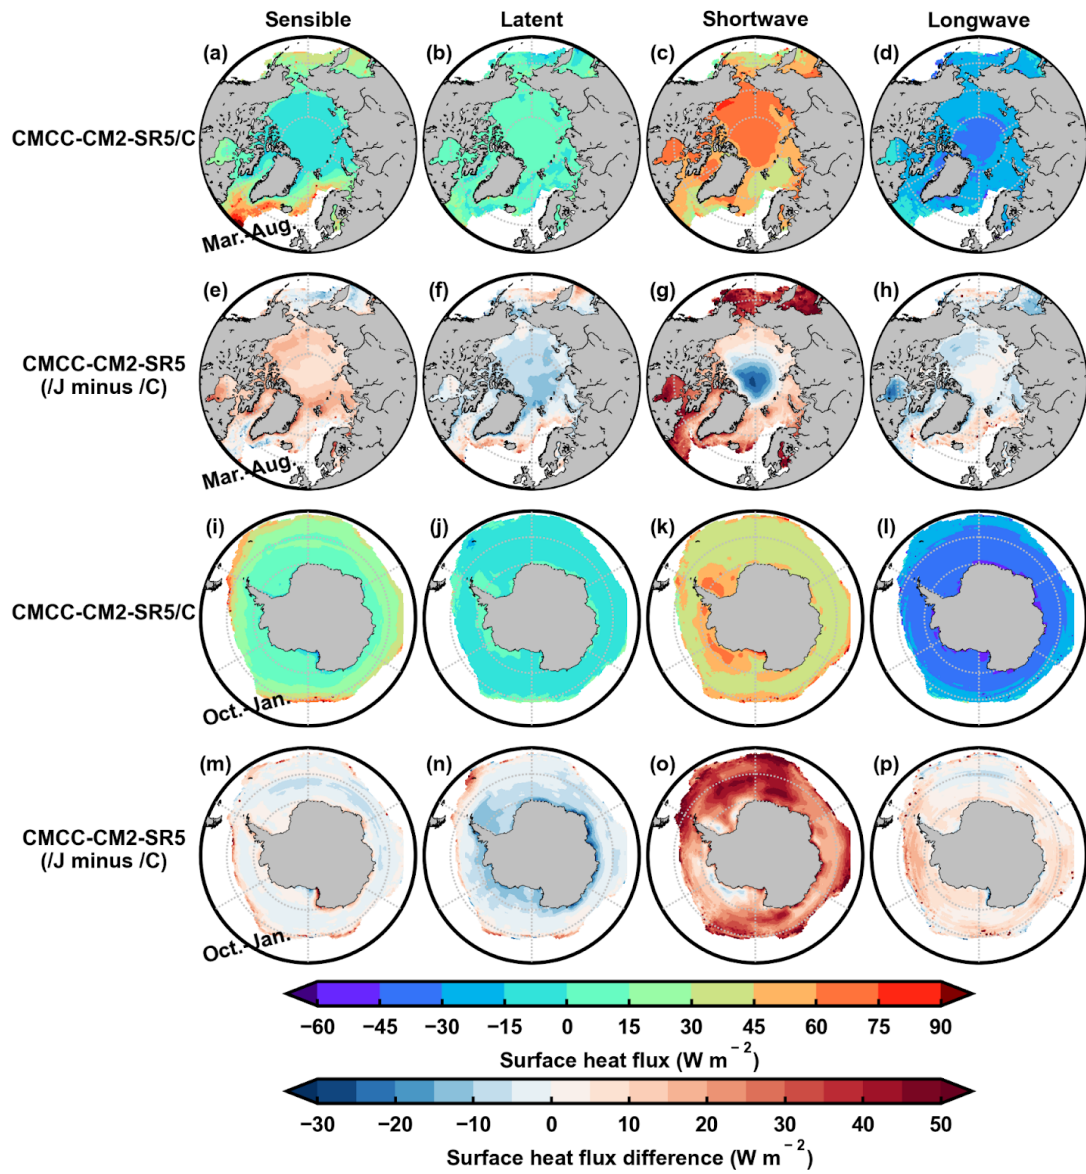 Sensible Latent Shortwave Longwave
(a) (b) (c) (d)
CMCC-CM2-SR5/C
Mar.-Aug.
(e) (f) (g) (h)
CMCC-CM2-SR5
(/J minus /C)
Mar.-Aug.
(i) (j) (k) (l)
CMCC-CM2-SR5/C
Oct.-Jan.
(m) (n) (o) (p)
CMCC-CM2-SR5
(/J minus /C)
Oct.-Jan.
−60 −45 −30 −15 0 15 30 45 60 75 90
Surface heat flux (W m −2)
−30 −20 −10 0 10 20 30 40 50
Surface heat flux difference (W m −2)